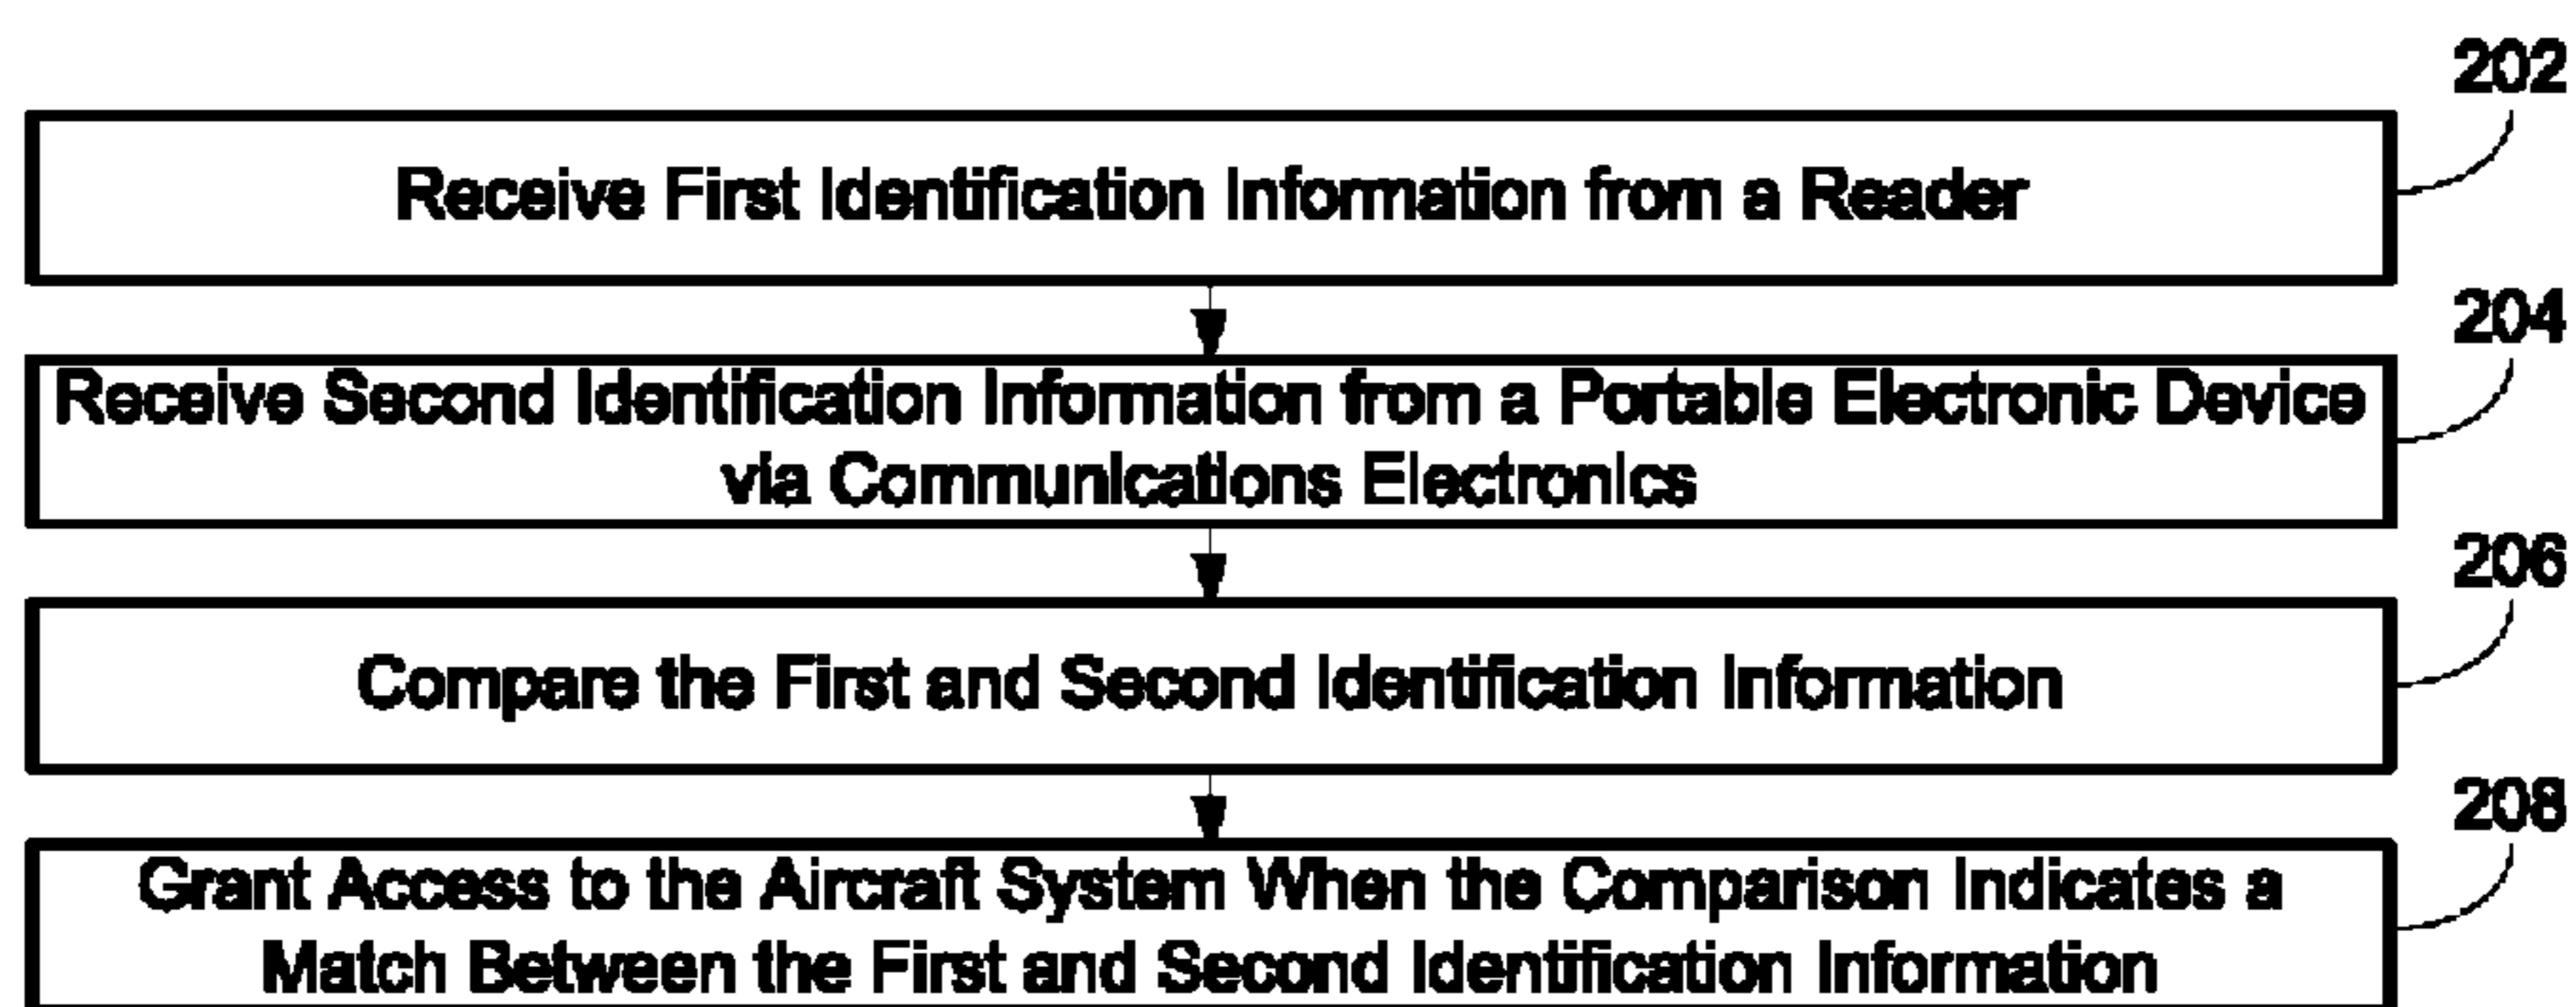 202
Receive First Identification Information from a Reader
204
Receive Second Identification Information from a Portable Electronic Device
via Communications Electronics
206
Compare the First and Second Identification Information
208
Grant Access to the Aircraft System When the Comparison Indicates a
Match Between the First and Second Identification Information